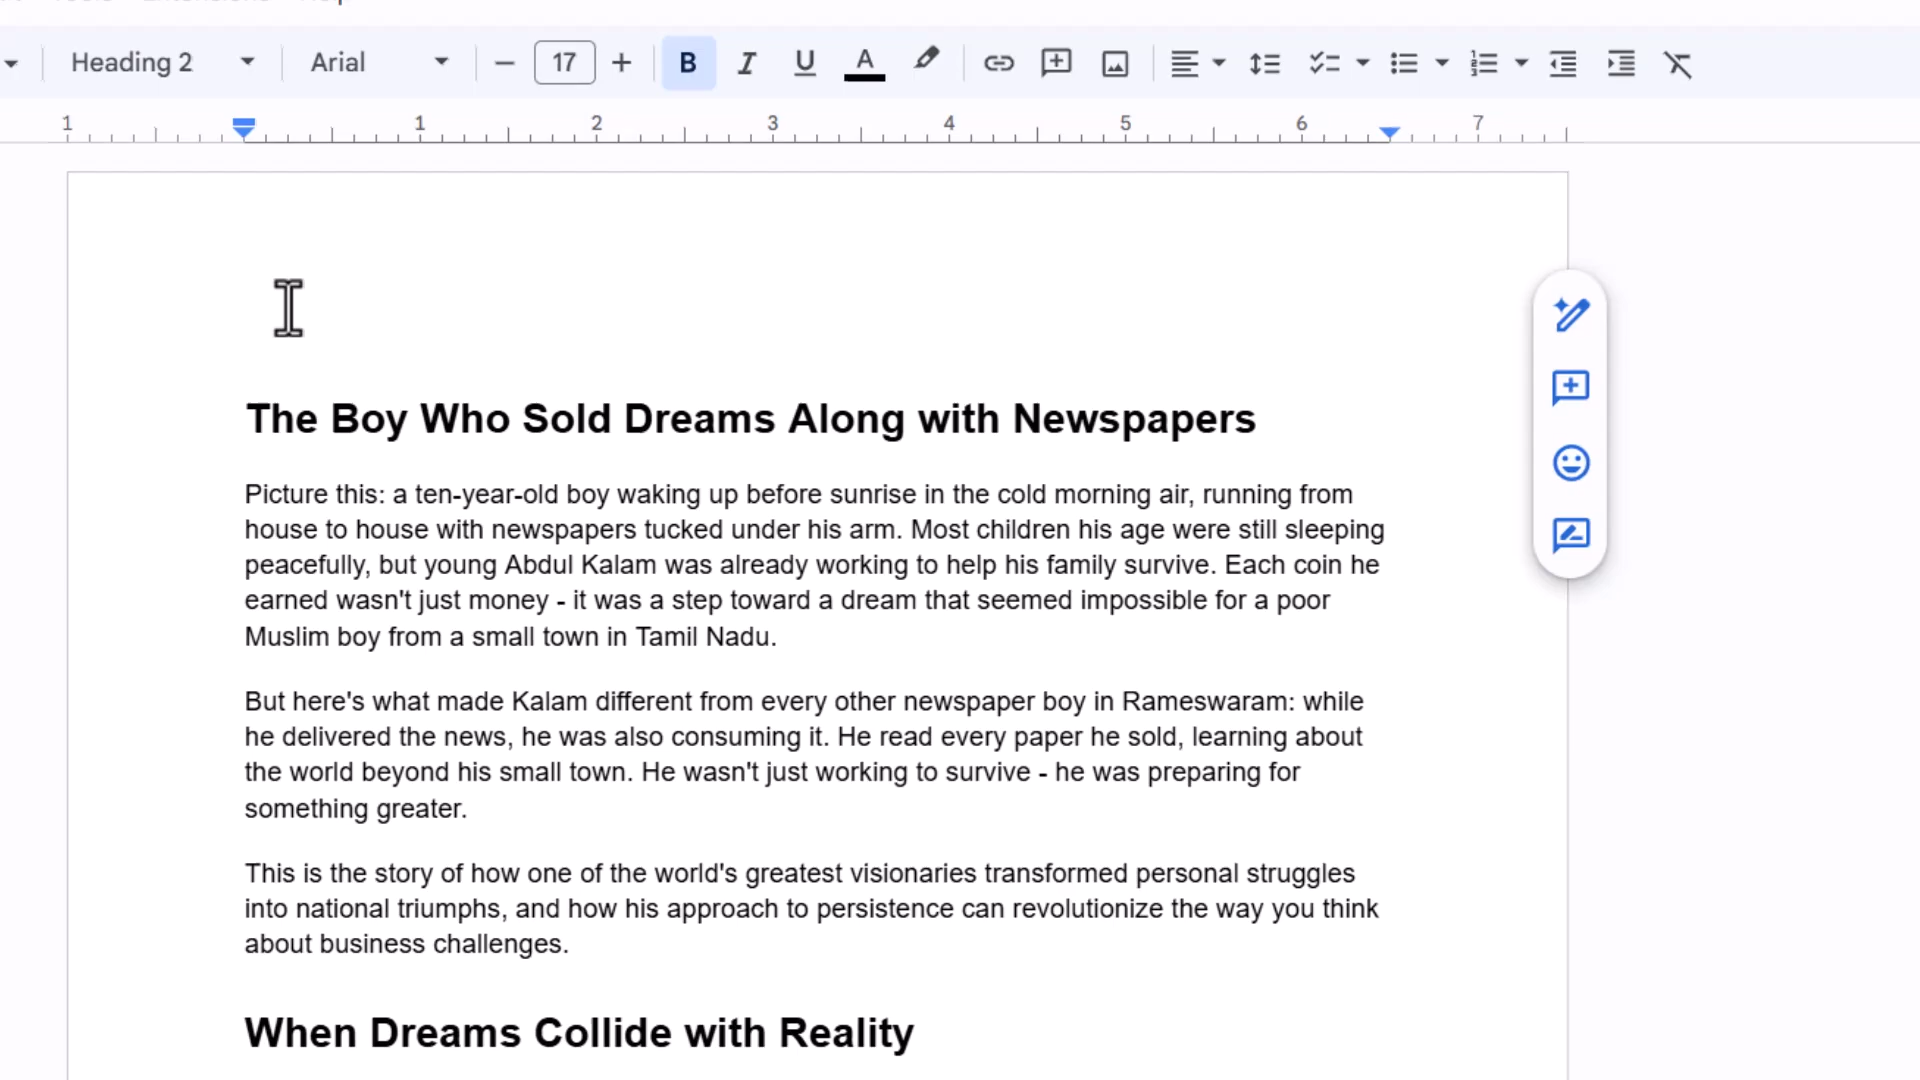 Heading 2
Arial
17
B
I
U
A
1 1 2 3 4 5 6 7
The Boy Who Sold Dreams Along with Newspapers
Picture this: a ten-year-old boy waking up before sunrise in the cold morning air, running from
house to house with newspapers tucked under his arm. Most children his age were still sleeping
peacefully, but young Abdul Kalam was already working to help his family survive. Each coin he
earned wasn't just money - it was a step toward a dream that seemed impossible for a poor
Muslim boy from a small town in Tamil Nadu.
But here's what made Kalam different from every other newspaper boy in Rameswaram: while
he delivered the news, he was also consuming it. He read every paper he sold, learning about
the world beyond his small town. He wasn't just working to survive - he was preparing for
something greater.
This is the story of how one of the world's greatest visionaries transformed personal struggles
into national triumphs, and how his approach to persistence can revolutionize the way you think
about business challenges.
When Dreams Collide with Reality